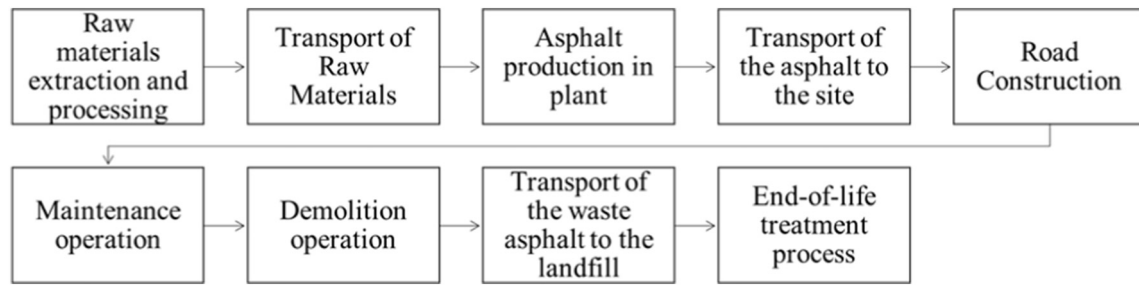 Raw
materials
extraction and
processing
Transport of
Raw
Materials
Asphalt
production in
plant
Transport of
the asphalt to
the site
Road
Construction
Maintenance
operation
Demolition
operation
Transport of
the waste
asphalt to the
landfill
End-of-life
treatment
process